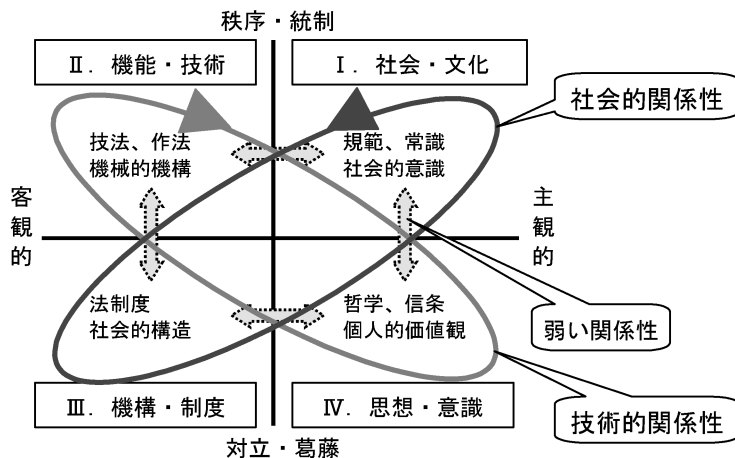 秩序・統制
Ⅱ．機能・技術
Ⅰ．社会・文化
社会的関係性
技法、作法
機械的機構
規範、常識
社会的意識
客観的
主観的
法制度
社会的構造
哲学、信条
個人的価値観
弱い関係性
Ⅲ．機構・制度
Ⅳ．思想・意識
技術的関係性
対立・葛藤